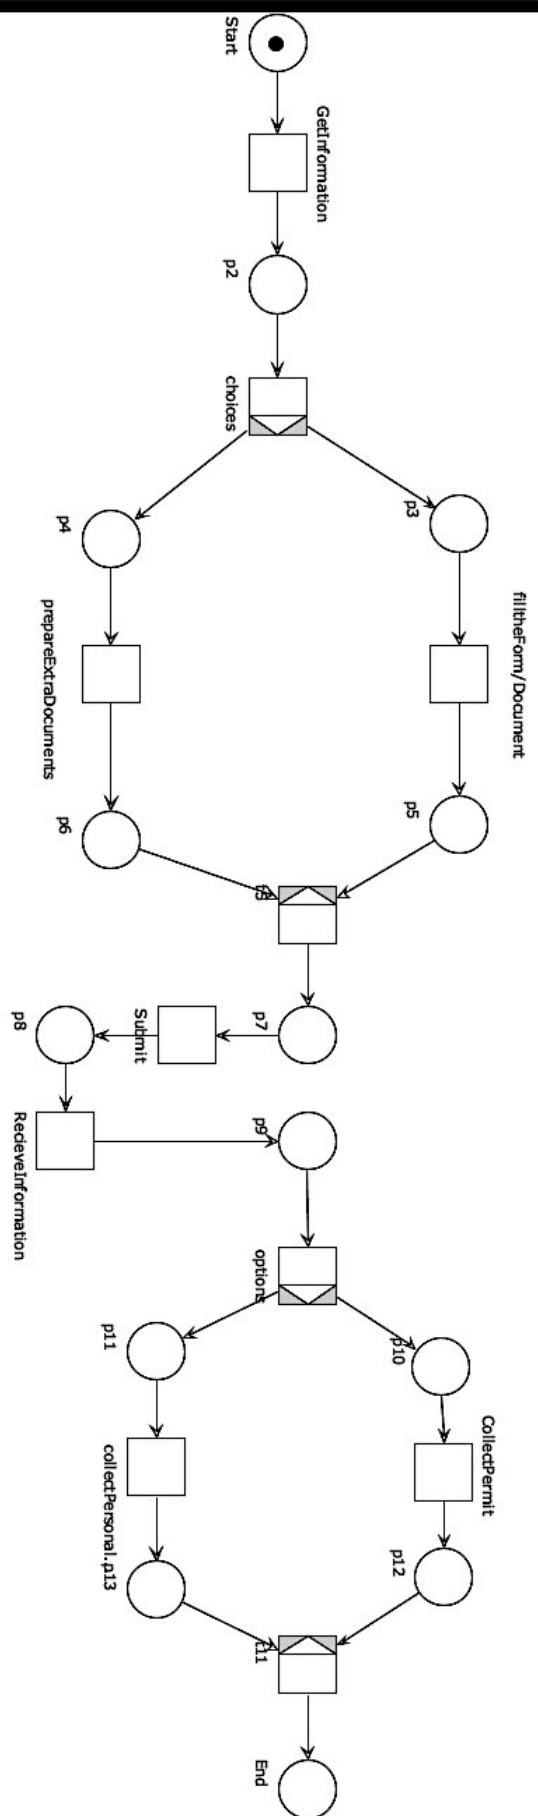 Start
GetInformation
p2
choices
p3
p4
filltheForm/Document
prepareExtraDocuments
p5
p6
p7
Submit
p8
RecieveInformation
p9
options
p10
p11
CollectPermit
collectPersonal.p13
p12
t11
End